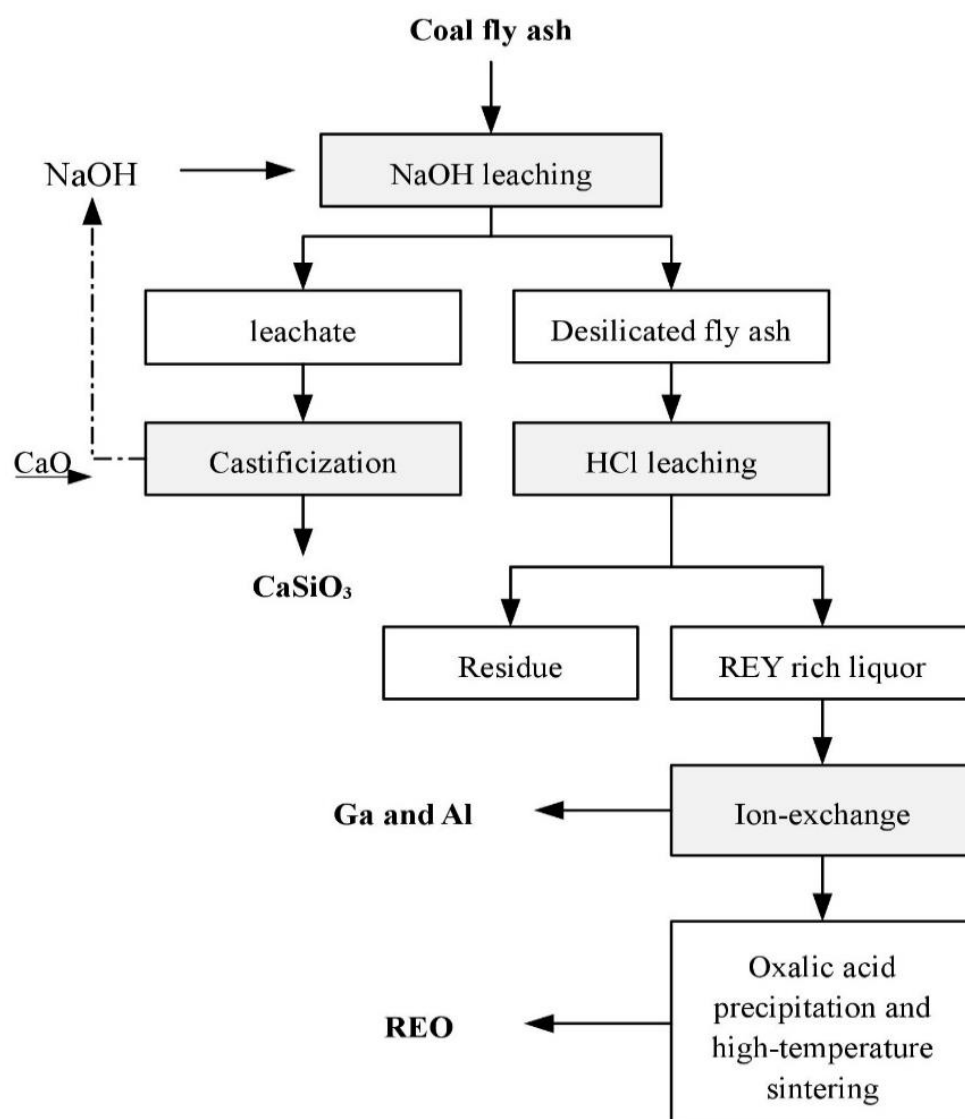 Coal fly ash
NaOH
NaOH leaching
leachate
Desilicated fly ash
CaO
Castificization
HCl leaching
CaSiO₃
Residue
REY rich liquor
Ga and Al
Ion-exchange
REO
Oxalic acid
precipitation and
high-temperature
sintering